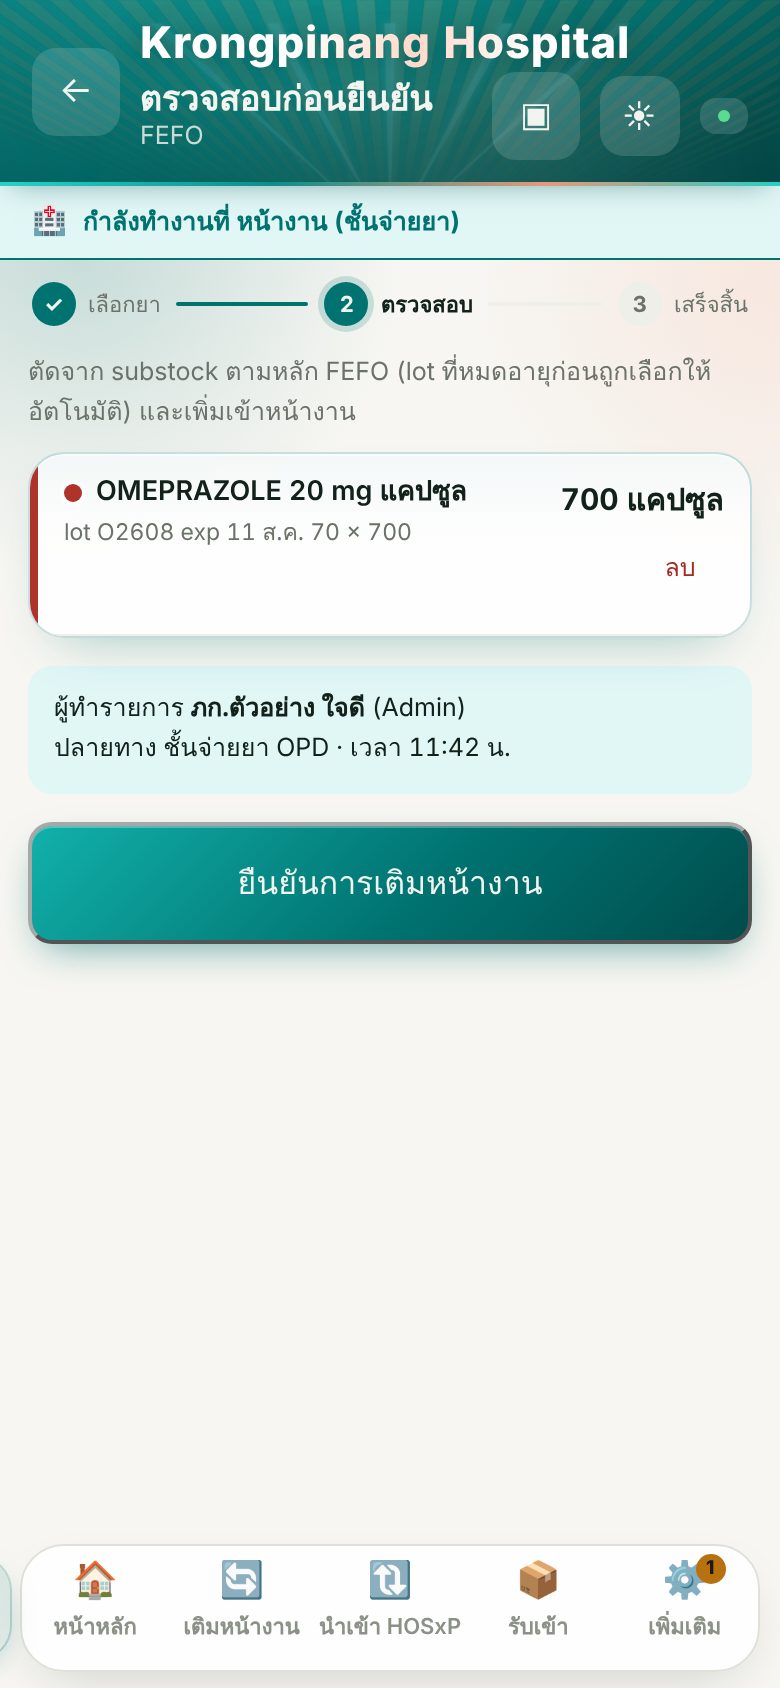 Krongpinang Hospital
ตรวจสอบก่อนยืนยัน
FEFO
กำลังทำงานที่ หน้างาน (ชั้นจ่ายยา)
เลือกยา
2 ตรวจสอบ
3 เสร็จสิ้น
ตัดจาก substock ตามหลัก FEFO (lot ที่หมดอายุก่อนถูกเลือกให้
อัตโนมัติ) และเพิ่มเข้าหน้างาน
OMEPRAZOLE 20 mg แคปซูล
700 แคปซูล
lot O2608 exp 11 ส.ค. 70 × 700
ลบ
ผู้ทำรายการ ภก.ตัวอย่าง ใจดี (Admin)
ปลายทาง ชั้นจ่ายยา OPD · เวลา 11:42 น.
ยืนยันการเติมหน้างาน
1
หน้าหลัก
เติมหน้างาน
นำเข้า HOSxP
รับเข้า
เพิ่มเติม